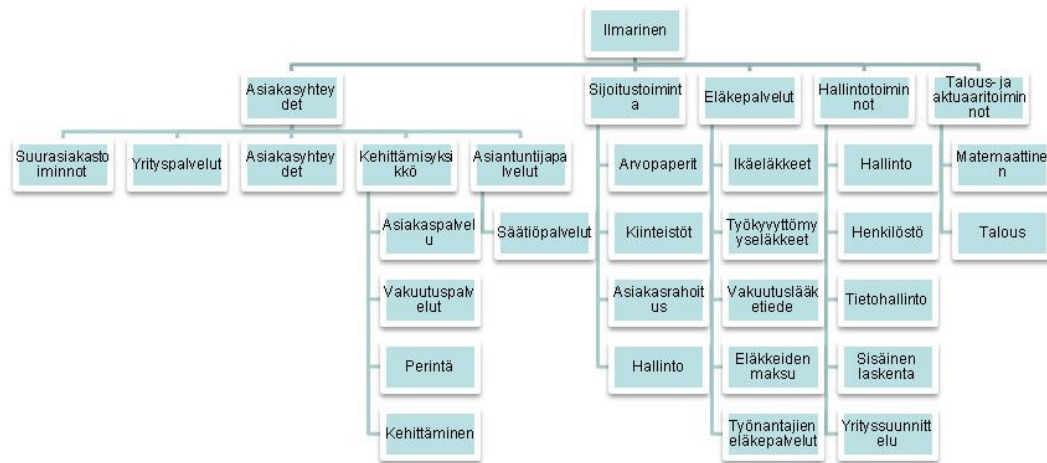 Ilmarinen
Asiakasyhtey
det
Sijoitustoimint
a
Eläkepalvelut
Hallintotoimin
not
Talous- ja
aktuaaritoimin
not
Suurasiakasto
iminnot
Yrityspalvelut
Asiakasyhtey
det
Kehittämisyksi
kkö
Asiantuntijapa
lvelut
Asiakaspalvel
u
Vakuutuspalv
elut
Perintä
Kehittäminen
Säätiöpalvelut
Arvopaperit
Kiinteistöt
Asiakasrahoit
us
Hallinto
Ikäeläkkeet
Työkyvyttömy
yseläkkeet
Vakuutuslääk
etiede
Eläkkeiden
maksu
Työnantajien
eläkepalvelut
Hallinto
Henkilöstö
Tietohallinto
Sisäinen
laskenta
Yrityssuunnitt
elu
Matemaattine
n
Talous